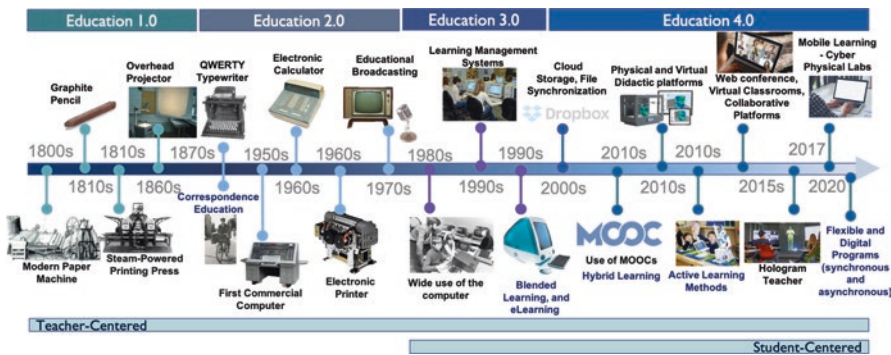 Education 1.0
Education 2.0
Education 3.0
Education 4.0
Graphite
Pencil
Overhead
Projector
QWERTY
Typewriter
Electronic
Calculator
Educational
Broadcasting
Learning Management
Systems
Cloud
Storage, File
Synchronization
Dropbox
Physical and Virtual
Didactic platforms
Web conference,
Virtual Classrooms,
Collaborative
Platforms
Mobile Learning
- Cyber
Physical Labs
1800s
1810s
1870s
1950s
1960s
1980s
1990s
2010s
2010s
2017
1810s
1860s
1960s
1970s
1990s
2000s
2010s
2015s
2020
Modern Paper
Machine
Steam-Powered
Printing Press
Correspondence
Education
First Commercial
Computer
Electronic
Printer
Wide use of the
computer
Blended
Learning, and
eLearning
MOOC
Use of MOOCs
Hybrid Learning
Active Learning
Methods
Hologram
Teacher
Flexible and
Digital
Programs
(synchronous
and
asynchronous)
Teacher-Centered
Student-Centered